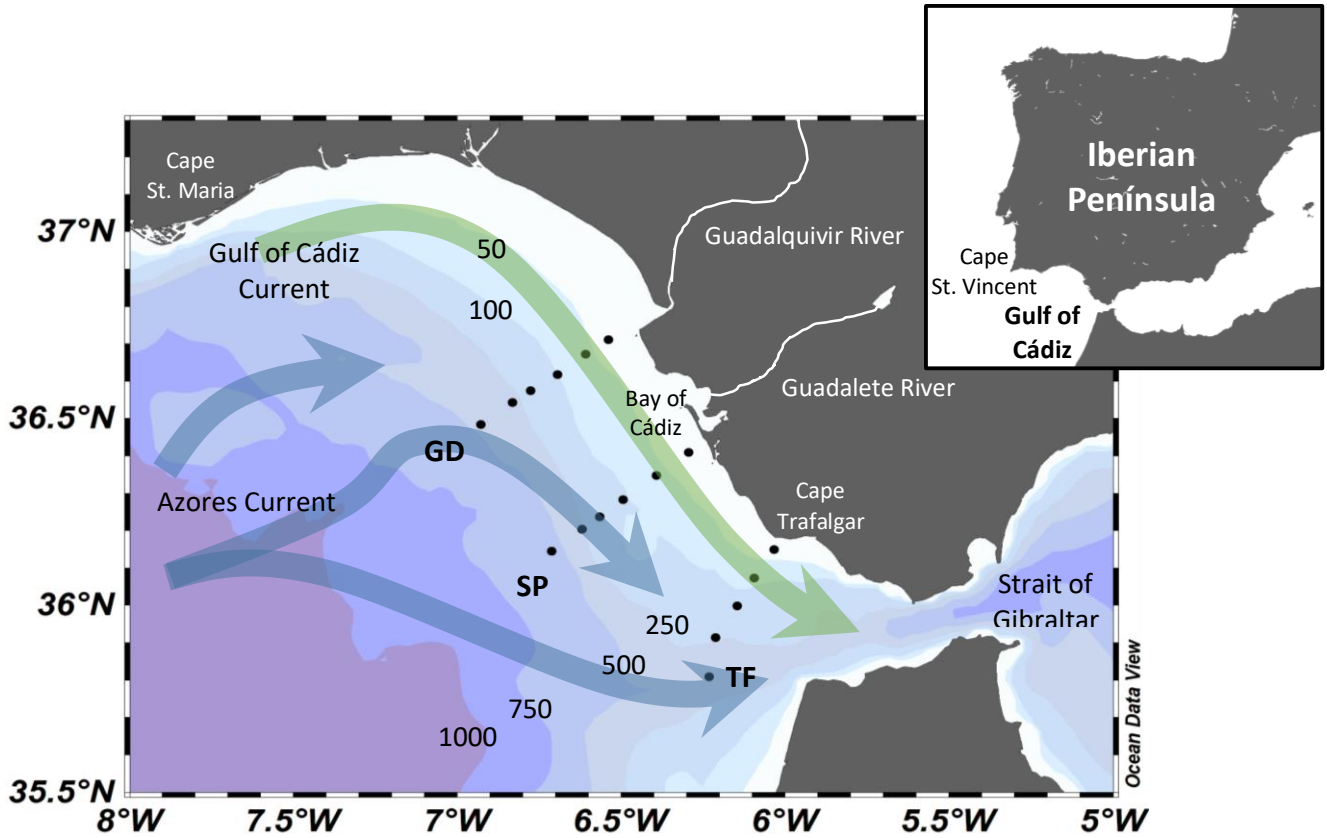 Iberian
Península
Cape
St. Vincent
Gulf of
Cádiz
Cape
St. Maria
37°N
Gulf of Cádiz
Current
50
100
Guadalquivir River
36.5°N
Bay of
Cádiz
Guadalete River
GD
Azores Current
Cape
Trafalgar
SP
36°N
Strait of
Gibraltar
250
500
TF
750
1000
35.5°N
8°W
7.5°W
7°W
6.5°W
6°W
5.5°W
5°W
Ocean Data View